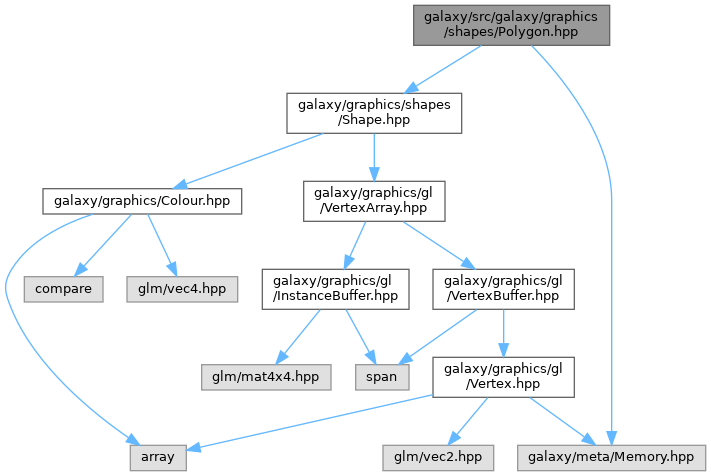 galaxy/src/galaxy/graphics
/shapes/Polygon.hpp
galaxy/graphics/shapes
/Shape.hpp
galaxy/graphics/Colour.hpp
galaxy/graphics/gl
/VertexArray.hpp
compare
glm/vec4.hpp
galaxy/graphics/gl
/InstanceBuffer.hpp
galaxy/graphics/gl
/VertexBuffer.hpp
glm/mat4x4.hpp
span
galaxy/graphics/gl
/Vertex.hpp
array
glm/vec2.hpp
galaxy/meta/Memory.hpp